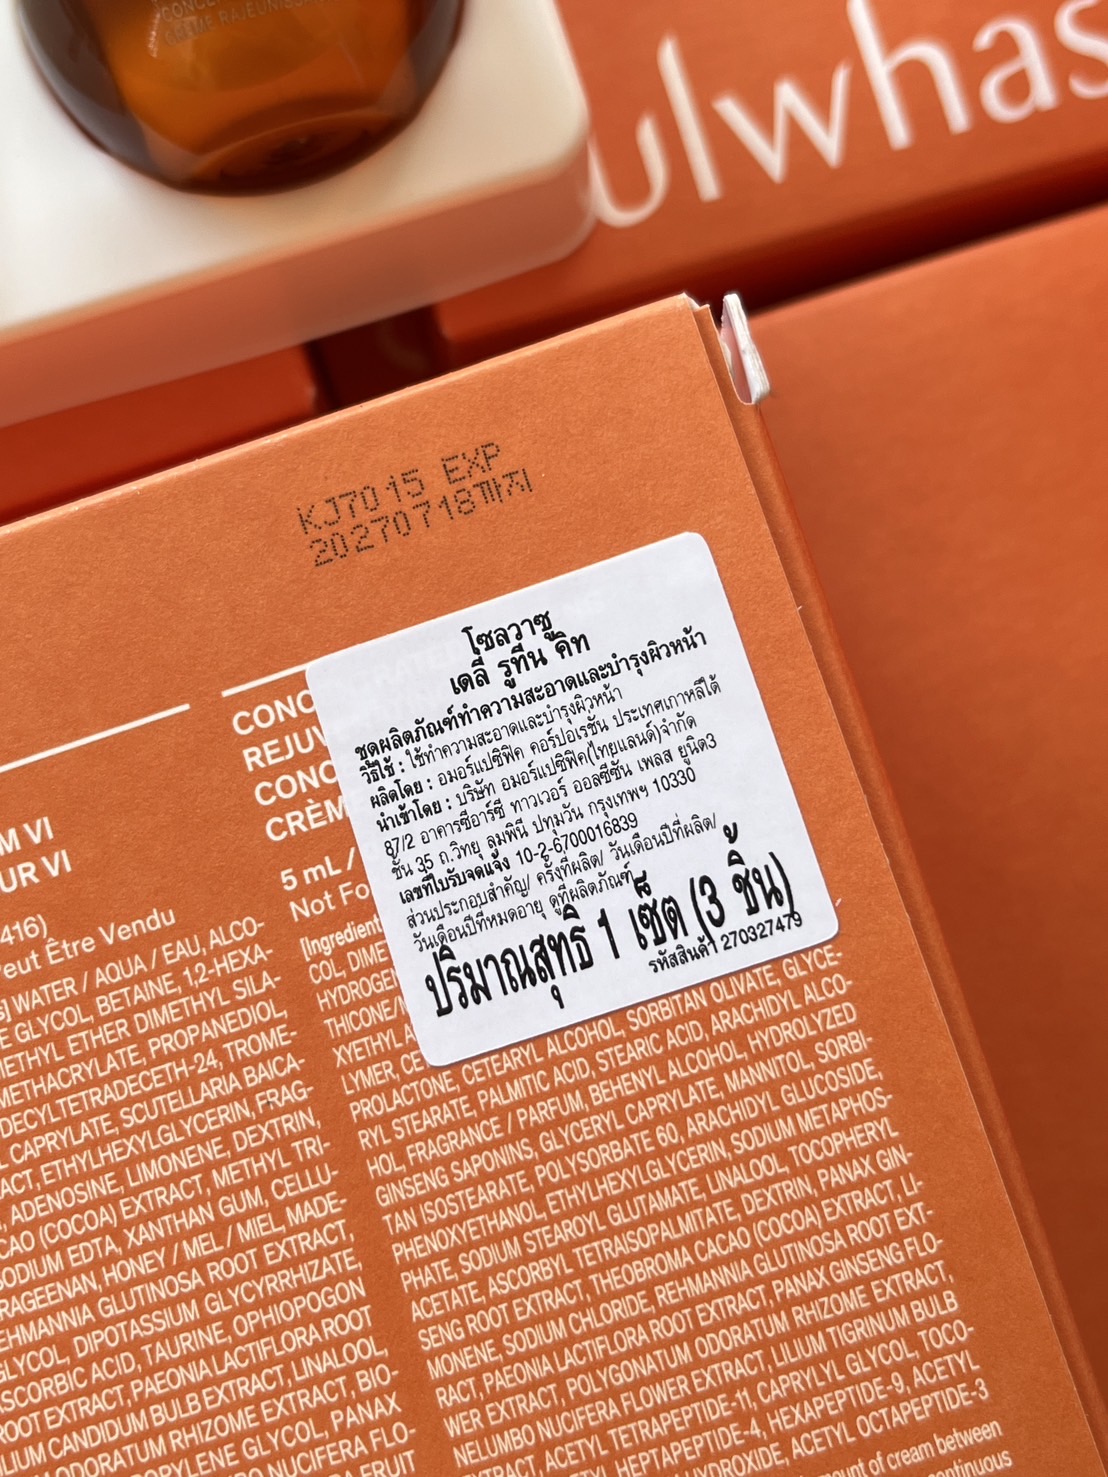 CRÈME RAJEUNISSA
ulwhas
KJ7015 EXP
20270718까지
โซลวาซู
เดลี่ รูทีน คิท
ชุดผลิตภัณฑ์ทำความสะอาดและบำรุงผิวหน้า
วิธีใช้ : ใช้ทำความสะอาดและบำรุงผิวหน้า
ผลิตโดย : อมอร์แปซิฟิค คอร์ปอเรชั่น ประเทศเกาหลีใต้
นำเข้าโดย : บริษัท อมอร์แปซิฟิค(ไทยแลนด์)จำกัด
87/2 อาคารซีอาร์ซี ทาวเวอร์ ออลซีซั่น เพลส ยูนิต3
ชั้น 35 ถ.วิทยุ ลุมพินี ปทุมวัน กรุงเทพฯ 10330
เลขที่ใบรับจดแจ้ง 10-2-6700016839
ส่วนประกอบสำคัญ/ ครั้งที่ผลิต/ วันเดือนปีที่ผลิต/
วันเดือนปีที่หมดอายุ ดูที่ผลิตภัณฑ์
ปริมาณสุทธิ 1 เซ็ต (3 ชิ้น)
รหัสสินค้า 270327479
M VI
UR VI
416)
eut Être Vendu
WATER / AQUA / EAU, ALCO-
E GLYCOL, BETAINE, 1,2-HEXA-
METHYL ETHER DIMETHYL SILA-
METHACRYLATE, PROPANEDIOL,
DECYLTETRADECETH-24, TROME-
CAPRYLATE, SCUTELLARIA BAICA-
ACT, ETHYLHEXYLGLYCERIN, FRAG-
, ADENOSINE, LIMONENE, DEXTRIN,
CAO (COCOA) EXTRACT, METHYL TRI-
SODIUM EDTA, XANTHAN GUM, CELLU-
RAGEENAN, HONEY / MEL / MIEL, MADE-
EHMANNIA GLUTINOSA ROOT EXTRACT,
GLYCOL, DIPOTASSIUM GLYCYRRHIZATE,
SCORBIC ACID, TAURINE, OPHIOPOGON
ROOT EXTRACT, PAEONIA LACTIFLORA ROOT
LIUM CANDIDUM BULB EXTRACT, LINALOOL,
ODORATUM RHIZOME EXTRACT, BIO-
OPYLENE GLYCOL, PANAX
NUCIFERA FLO-
FRUIT
CONC
REJUV
CONC
CRÈM
5 mL /
Not Fo
[Ingredient
COL, DIME
HYDROGEN
THICONE/
XYETHYL A
LYMER, CE CETEARYL ALCOHOL, SORBITAN OLIVATE, GLYCE-
PROLACTONE, CETEARYL ALCOHOL, STEARIC ACID, ARACHIDYL ALCO-
RYL STEARATE, PALMITIC ACID, BEHENYL ALCOHOL, HYDROLYZED
HOL, FRAGRANCE / PARFUM, GLYCERYL CAPRYLATE, MANNITOL, SORBI-
GINSENG SAPONINS, POLYSORBATE 60, ARACHIDYL GLUCOSIDE,
TAN ISOSTEARATE, ETHYLHEXYLGLYCERIN, SODIUM METAPHOS-
PHENOXYETHANOL, SODIUM STEAROYL GLUTAMATE, LINALOOL, TOCOPHERYL
PHATE, ASCORBYL TETRAISOPALMITATE, DEXTRIN, PANAX GIN-
ACETATE, THEOBROMA CACAO (COCOA) EXTRACT, LI-
SENG ROOT EXTRACT, REHMANNIA GLUTINOSA ROOT EXT-
MONENE, SODIUM CHLORIDE, PANAX GINSENG FLO-
RACT, PAEONIA LACTIFLORA ROOT EXTRACT, RHIZOME EXTRACT,
WER EXTRACT, POLYGONATUM ODORATUM LILIUM TIGRINUM BULB
NELUMBO NUCIFERA FLOWER EXTRACT, CAPRYLYL GLYCOL, TOCO-
EXTRACT, ACETYL TETRAPEPTIDE-11, HEXAPEPTIDE-9, ACETYL
ACETYL HEPTAPEPTIDE-4, ACETYL OCTAPEPTIDE-3
HYDROXIDE,
amount of cream between
continuous